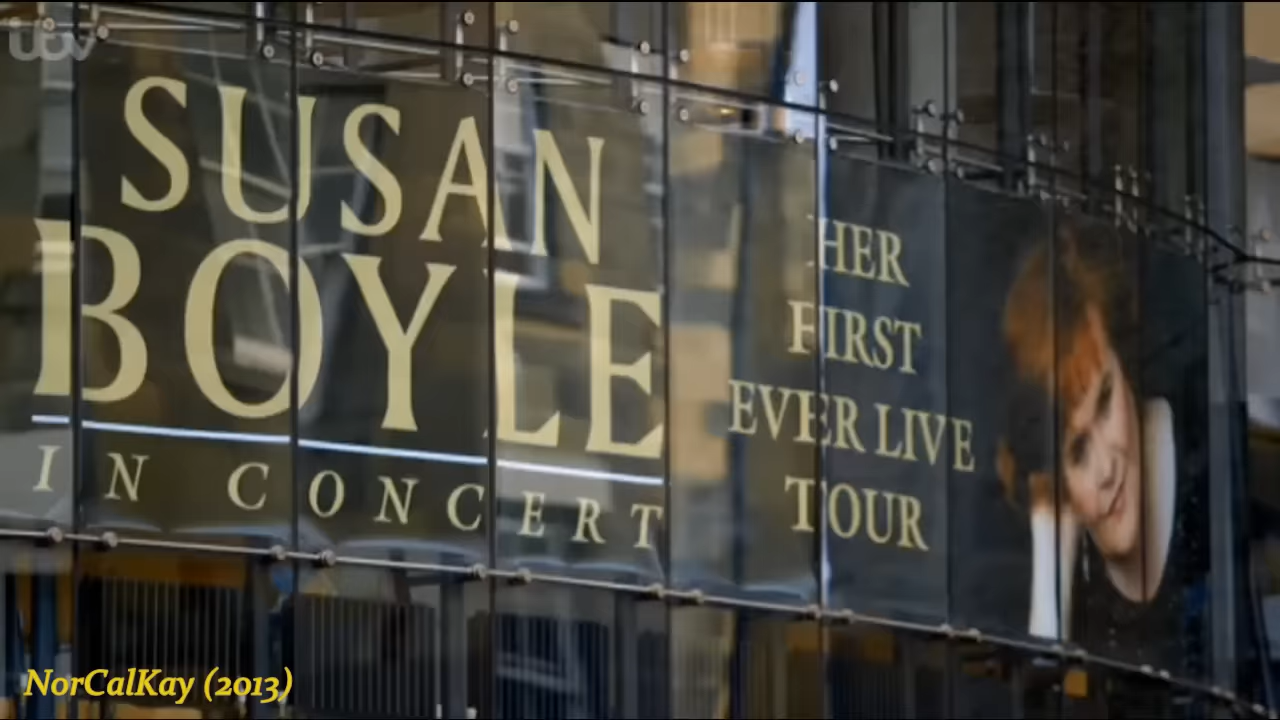 itv
SUSAN
BOYLE
IN CONCERT
HER
FIRST
EVER LIVE
TOUR
NorCalKay (2013)